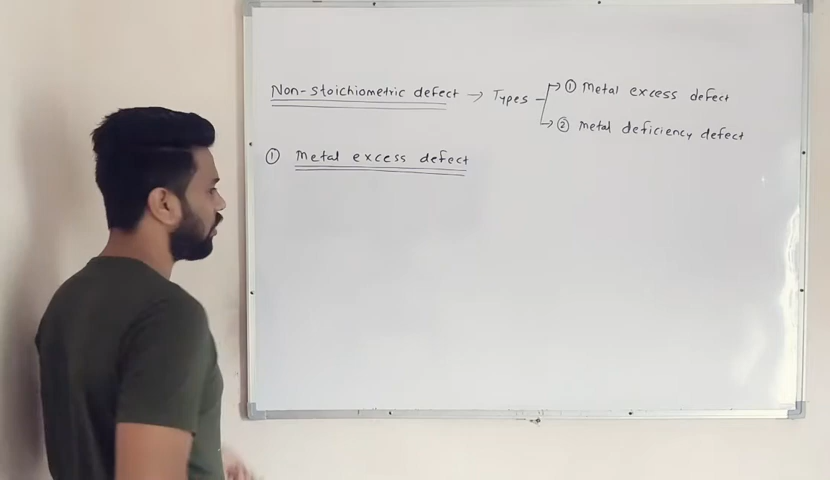 Non-stoichiometric defect → Types → ① Metal excess defect
→ ② Metal deficiency defect
① Metal excess defect